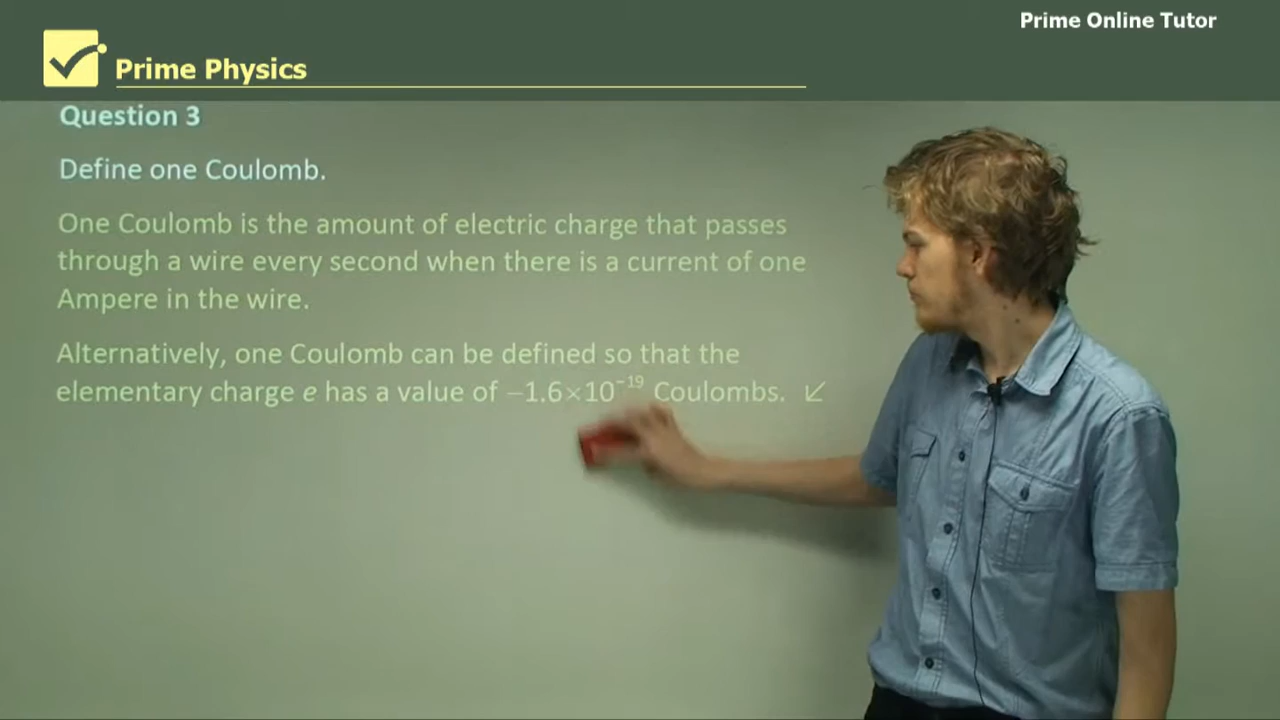 Prime Online Tutor
Prime Physics
Question 3
Define one Coulomb.
One Coulomb is the amount of electric charge that passes
through a wire every second when there is a current of one
Ampere in the wire.
Alternatively, one Coulomb can be defined so that the
elementary charge e has a value of −1.6×10⁻¹⁹ Coulombs. ↙